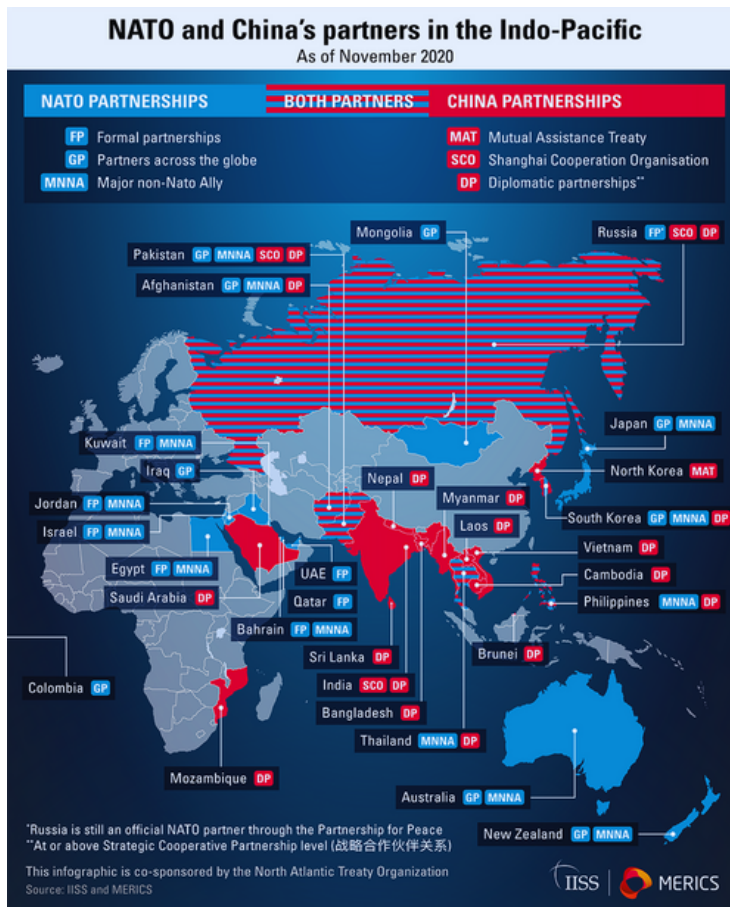 NATO and China's partners in the Indo-Pacific
As of November 2020
NATO PARTNERSHIPS
BOTH PARTNERS
CHINA PARTNERSHIPS
FP Formal partnerships
GP Partners across the globe
MNNA Major non-Nato Ally
MAT Mutual Assistance Treaty
SCO Shanghai Cooperation Organisation
DP Diplomatic partnerships**
Mongolia GP
Russia FP* SCO DP
Pakistan GP MNNA SCO DP
Afghanistan GP MNNA DP
Japan GP MNNA
Kuwait FP MNNA
Iraq GP
Nepal DP
North Korea MAT
Myanmar DP
Jordan FP MNNA
South Korea GP MNNA DP
Laos DP
Israel FP MNNA
Vietnam DP
Egypt FP MNNA
UAE FP
Cambodia DP
Saudi Arabia DP
Qatar FP
Philippines MNNA DP
Bahrain FP MNNA
Sri Lanka DP
Brunei DP
Colombia GP
India SCO DP
Bangladesh DP
Thailand MNNA DP
Mozambique DP
Australia GP MNNA
New Zealand GP MNNA
*Russia is still an official NATO partner through the Partnership for Peace
**At or above Strategic Cooperative Partnership level (战略合作伙伴关系)
This infographic is co-sponsored by the North Atlantic Treaty Organization
Source: IISS and MERICS
IISS
MERICS